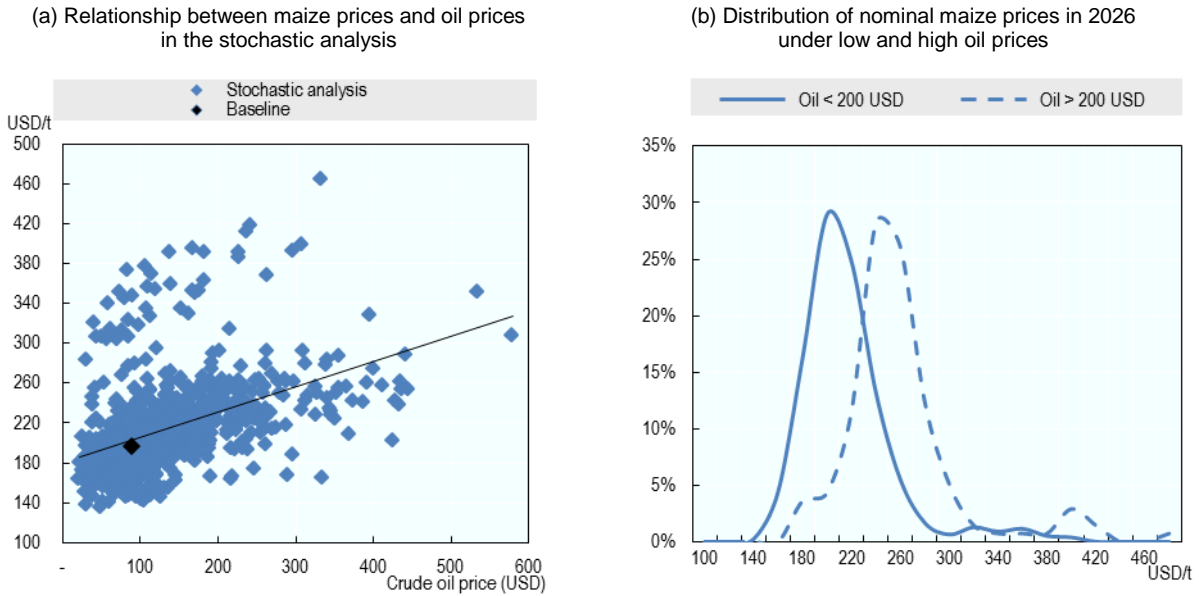 (a) Relationship between maize prices and oil prices
in the stochastic analysis
Stochastic analysis
Baseline
USD/t
500
460
420
380
340
300
260
220
180
140
100
- 100 200 300 400 500 600
Crude oil price (USD)
(b) Distribution of nominal maize prices in 2026
under low and high oil prices
Oil < 200 USD Oil > 200 USD
35%
30%
25%
20%
15%
10%
5%
0%
100 140 180 220 260 300 340 380 420 460
USD/t